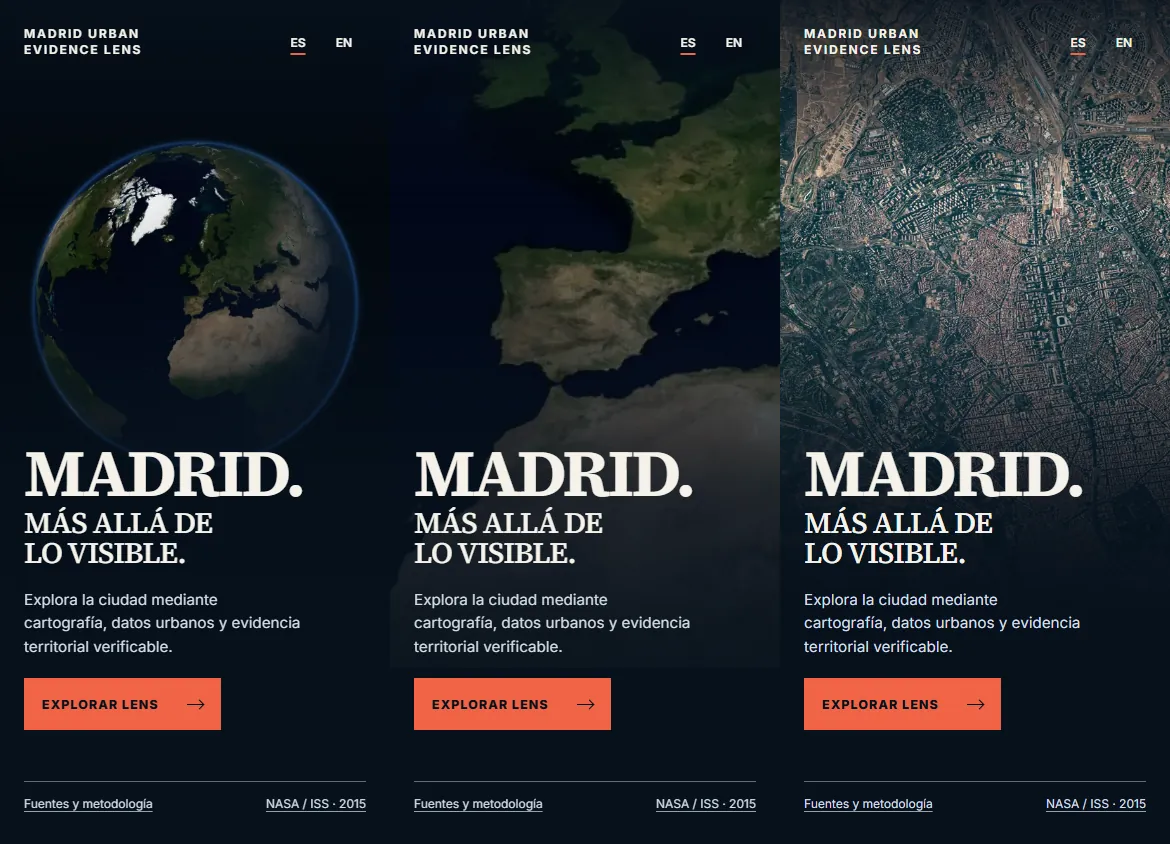 MADRID URBAN
EVIDENCE LENS
ES EN
MADRID.
MÁS ALLÁ DE
LO VISIBLE.
Explora la ciudad mediante
cartografía, datos urbanos y evidencia
territorial verificable.
EXPLORAR LENS
Fuentes y metodología
NASA / ISS · 2015
MADRID URBAN
EVIDENCE LENS
ES EN
MADRID.
MÁS ALLÁ DE
LO VISIBLE.
Explora la ciudad mediante
cartografía, datos urbanos y evidencia
territorial verificable.
EXPLORAR LENS
Fuentes y metodología
NASA / ISS · 2015
MADRID URBAN
EVIDENCE LENS
ES EN
MADRID.
MÁS ALLÁ DE
LO VISIBLE.
Explora la ciudad mediante
cartografía, datos urbanos y evidencia
territorial verificable.
EXPLORAR LENS
Fuentes y metodología
NASA / ISS · 2015